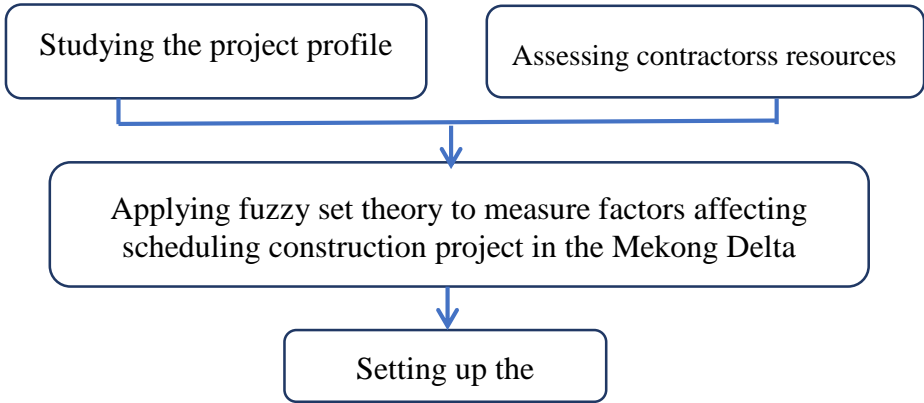 Studying the project profile
Assessing contractorss resources
Applying fuzzy set theory to measure factors affecting
scheduling construction project in the Mekong Delta
Setting up the